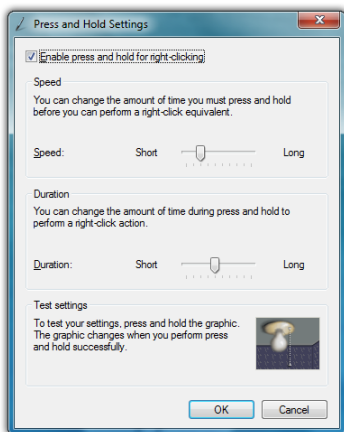 Press and Hold Settings
Enable press and hold for right-clicking
Speed
You can change the amount of time you must press and hold
before you can perform a right-click equivalent.
Speed: Short Long
Duration
You can change the amount of time during press and hold to
perform a right-click action.
Duration: Short Long
Test settings
To test your settings, press and hold the graphic.
The graphic changes when you perform press
and hold successfully.
OK Cancel